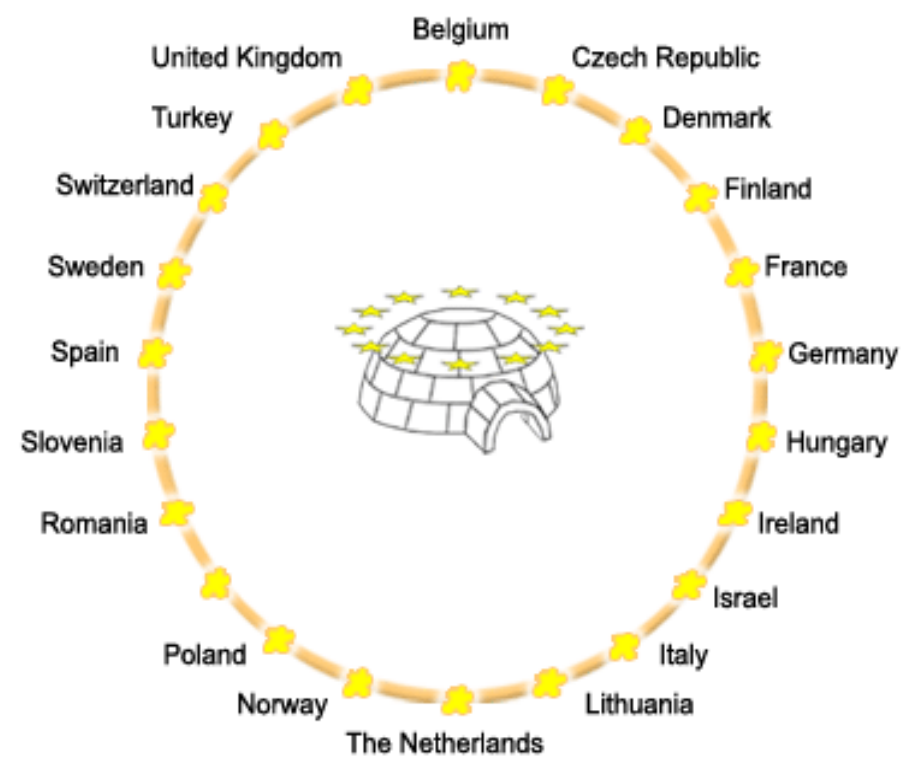 Belgium
Czech Republic
Denmark
Finland
France
Germany
Hungary
Ireland
Israel
Italy
Lithuania
The Netherlands
Norway
Poland
Romania
Slovenia
Spain
Sweden
Switzerland
Turkey
United Kingdom